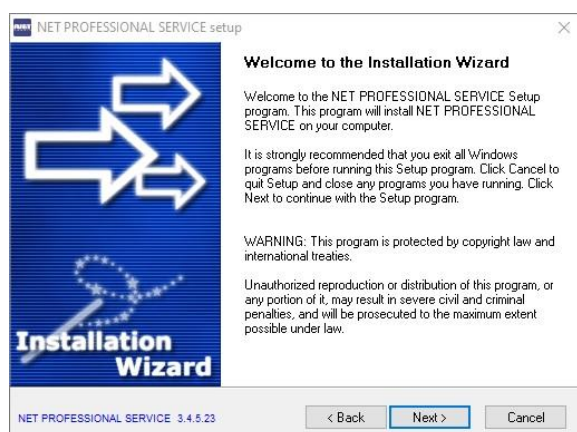 NET PROFESSIONAL SERVICE setup
Welcome to the Installation Wizard
Welcome to the NET PROFESSIONAL SERVICE Setup
program. This program will install NET PROFESSIONAL
SERVICE on your computer.
It is strongly recommended that you exit all Windows
programs before running this Setup program. Click Cancel to
quit Setup and close any programs you have running. Click
Next to continue with the Setup program.
WARNING: This program is protected by copyright law and
international treaties.
Unauthorized reproduction or distribution of this program, or
any portion of it, may result in severe civil and criminal
penalties, and will be prosecuted to the maximum extent
possible under law.
Installation
Wizard
NET PROFESSIONAL SERVICE 3.4.5.23
< Back
Next >
Cancel